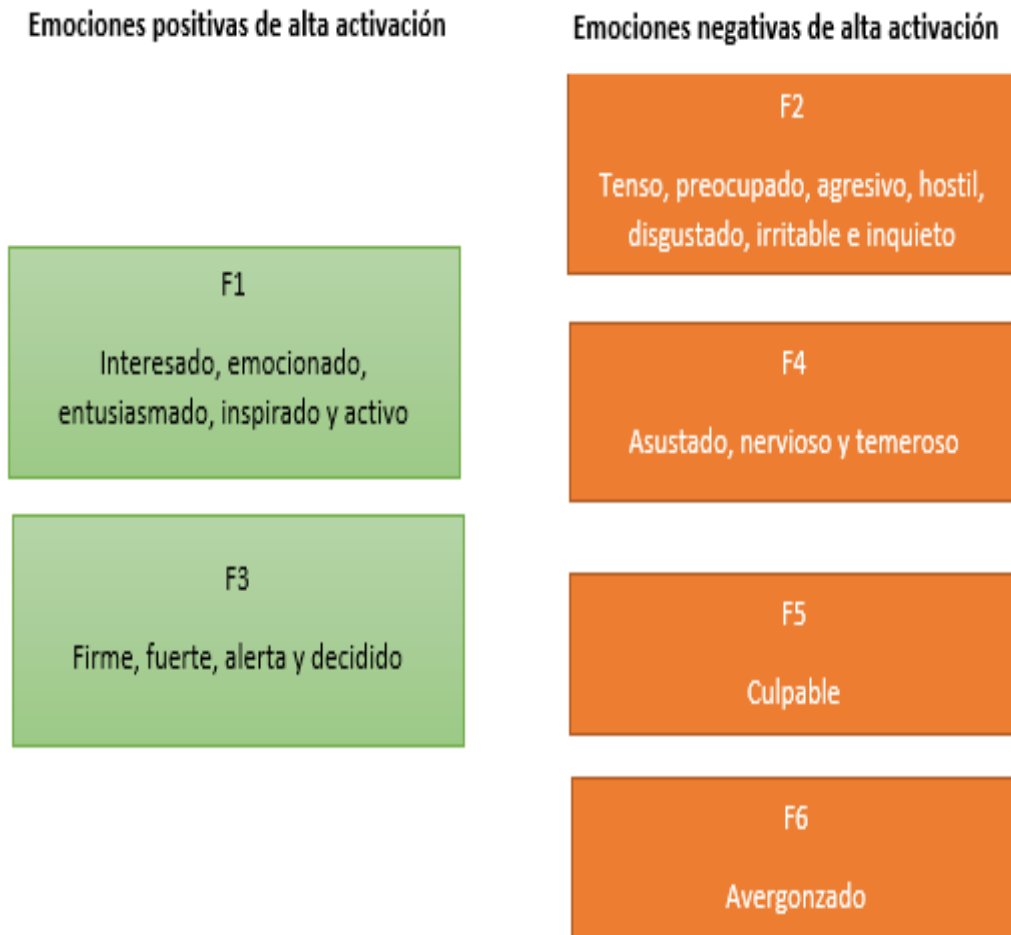 Emociones positivas de alta activación
F1
Interesado, emocionado,
entusiasmado, inspirado y activo
F3
Firme, fuerte, alerta y decidido
Emociones negativas de alta activación
F2
Tenso, preocupado, agresivo, hostil,
disgustado, irritable e inquieto
F4
Asustado, nervioso y temeroso
F5
Culpable
F6
Avergonzado